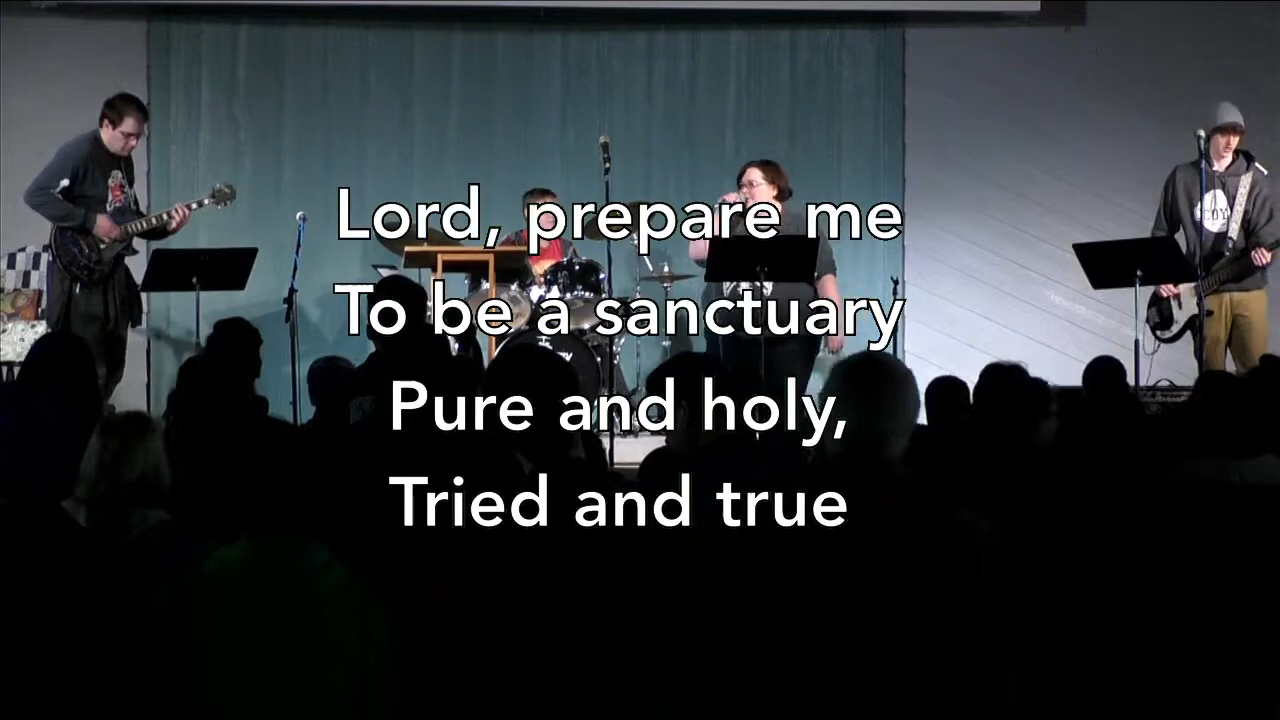 Lord, prepare me
To be a sanctuary
Pure and holy,
Tried and true